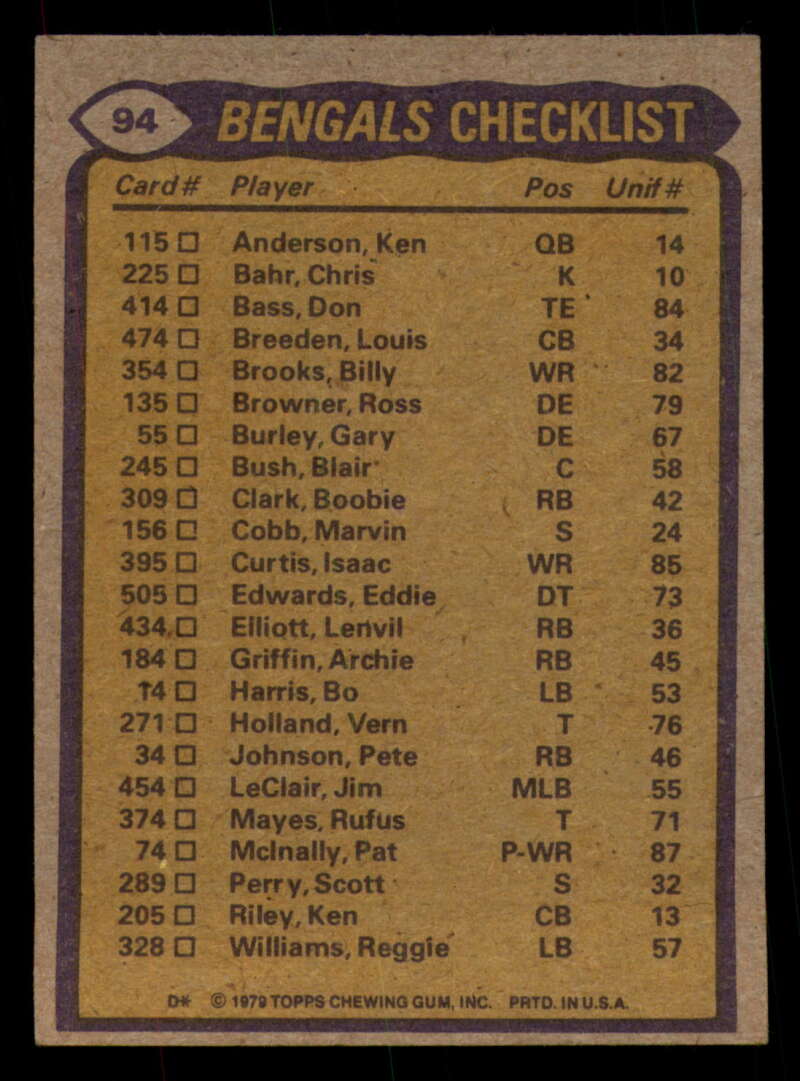 94 BENGALS CHECKLIST
Card# Player Pos Unif#
115 □ Anderson, Ken QB 14
225 □ Bahr, Chris K 10
414 □ Bass, Don TE 84
474 □ Breeden, Louis CB 34
354 □ Brooks, Billy WR 82
135 □ Browner, Ross DE 79
55 □ Burley, Gary DE 67
245 □ Bush, Blair C 58
309 □ Clark, Boobie RB 42
156 □ Cobb, Marvin S 24
395 □ Curtis, Isaac WR 85
505 □ Edwards, Eddie DT 73
434 □ Elliott, Lenvil RB 36
184 □ Griffin, Archie RB 45
14 □ Harris, Bo LB 53
271 □ Holland, Vern T 76
34 □ Johnson, Pete RB 46
454 □ LeClair, Jim MLB 55
374 □ Mayes, Rufus T 71
74 □ McInally, Pat P-WR 87
289 □ Perry, Scott S 32
205 □ Riley, Ken CB 13
328 □ Williams, Reggie LB 57
D* © 1979 TOPPS CHEWING GUM, INC. PRTD. IN U.S.A.